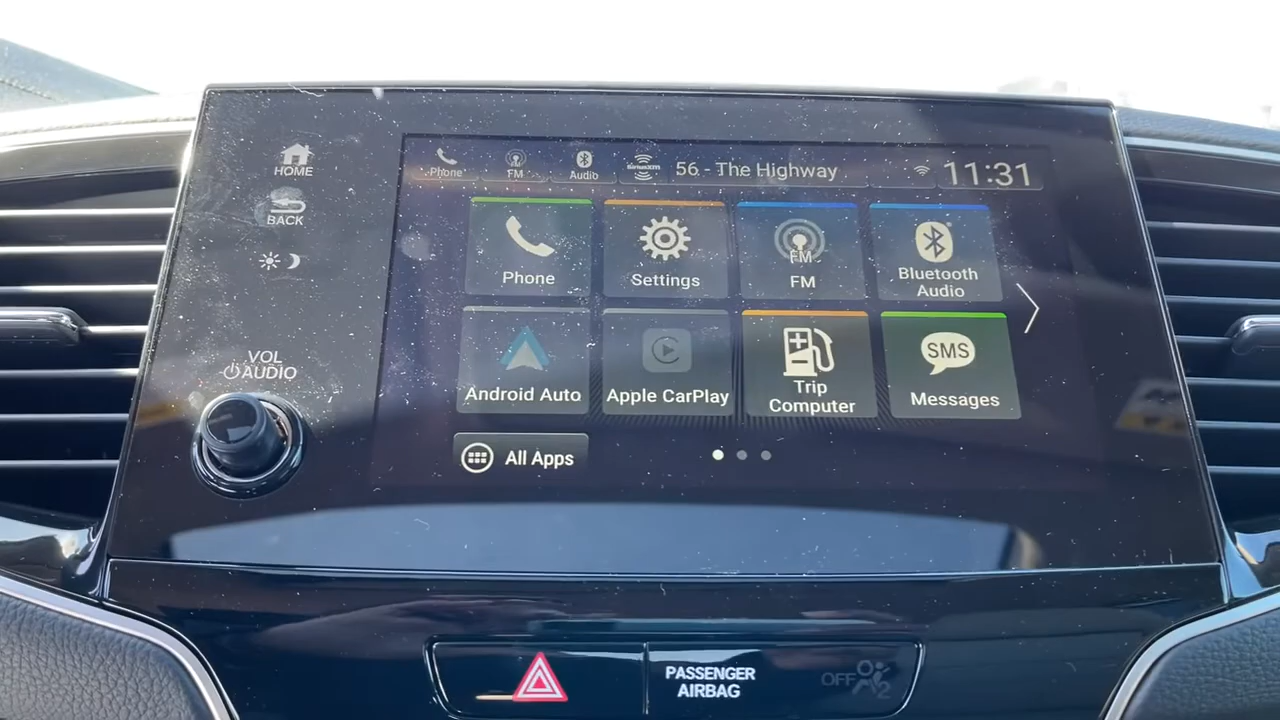 HOME
BACK
VOL
AUDIO
Phone
FM
Audio
SiriusXM
56 - The Highway
11:31
Phone
Settings
FM
FM
Bluetooth
Audio
Android Auto
Apple CarPlay
Trip
Computer
SMS
Messages
All Apps
PASSENGER
AIRBAG
OFF
2